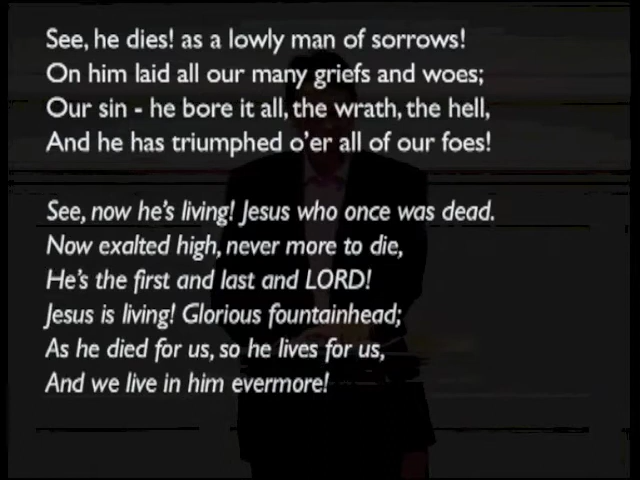 See, he dies! as a lowly man of sorrows!
On him laid all our many griefs and woes;
Our sin - he bore it all, the wrath, the hell,
And he has triumphed o'er all of our foes!
See, now he's living! Jesus who once was dead.
Now exalted high, never more to die,
He's the first and last and LORD!
Jesus is living! Glorious fountainhead;
As he died for us, so he lives for us,
And we live in him evermore!